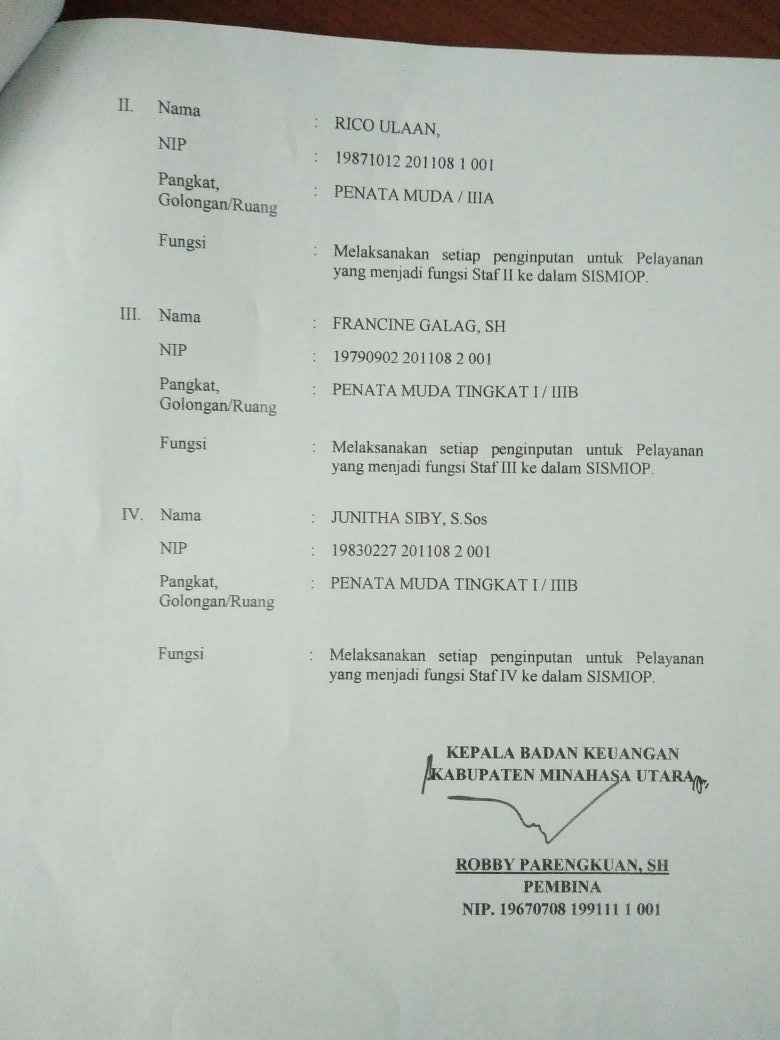 II. Nama : RICO ULAAN,
NIP : 19871012 201108 1 001
Pangkat, : PENATA MUDA / IIIA
Golongan/Ruang
Fungsi : Melaksanakan setiap penginputan untuk Pelayanan
yang menjadi fungsi Staf II ke dalam SISMIOP.
III. Nama : FRANCINE GALAG, SH
NIP : 19790902 201108 2 001
Pangkat, : PENATA MUDA TINGKAT I / IIIB
Golongan/Ruang
Fungsi : Melaksanakan setiap penginputan untuk Pelayanan
yang menjadi fungsi Staf III ke dalam SISMIOP.
IV. Nama : JUNITHA SIBY, S.Sos
NIP : 19830227 201108 2 001
Pangkat, : PENATA MUDA TINGKAT I / IIIB
Golongan/Ruang
Fungsi : Melaksanakan setiap penginputan untuk Pelayanan
yang menjadi fungsi Staf IV ke dalam SISMIOP.
KEPALA BADAN KEUANGAN
KABUPATEN MINAHASA UTARA
ROBBY PARENGKUAN, SH
PEMBINA
NIP. 19670708 199111 1 001